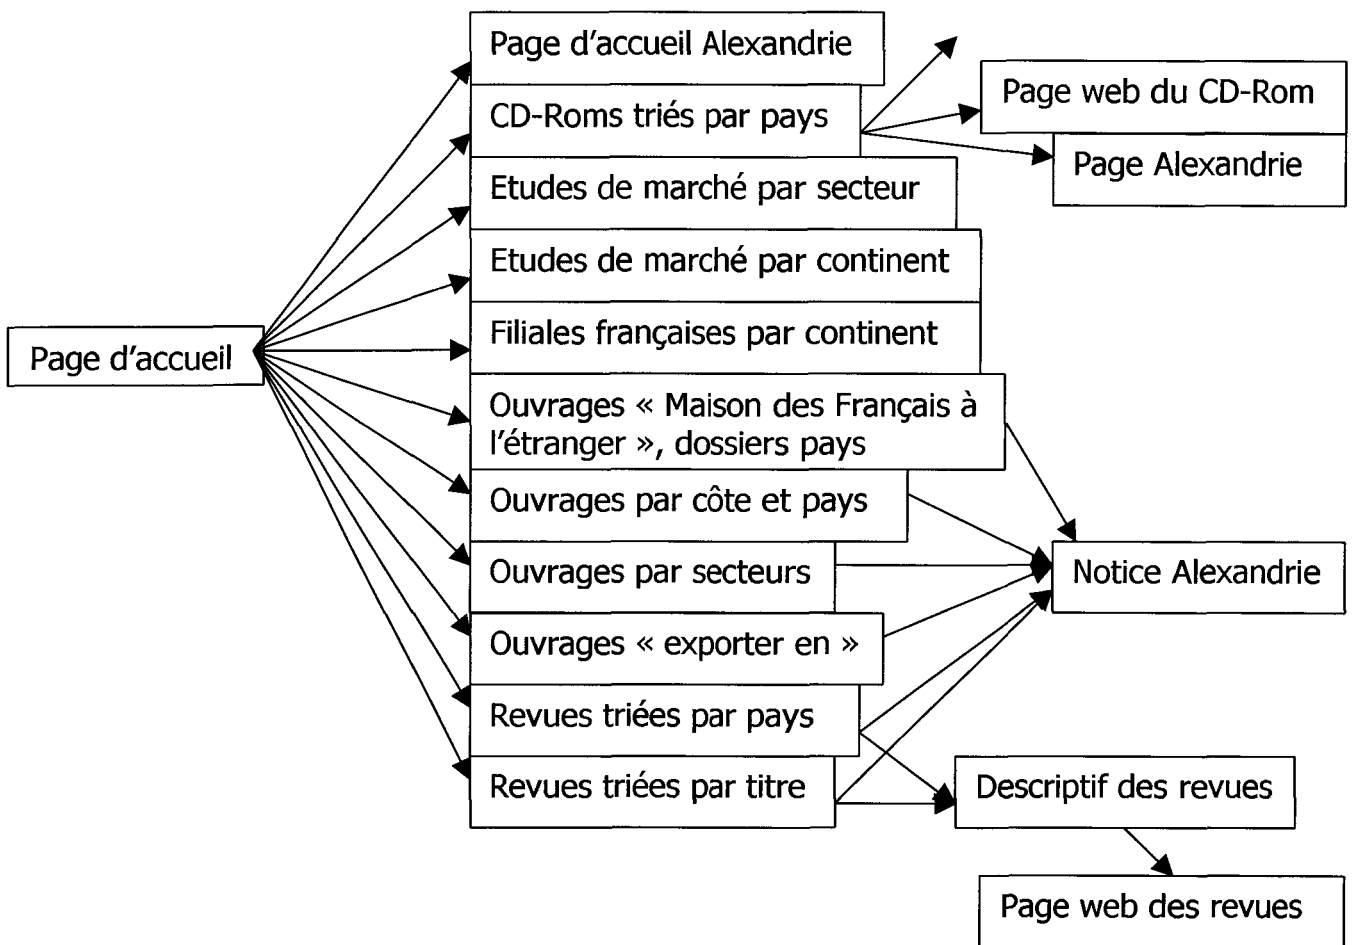 Page d'accueil Alexandrie
CD-Roms triés par pays
Page web du CD-Rom
Page Alexandrie
Etudes de marché par secteur
Etudes de marché par continent
Filiales françaises par continent
Page d'accueil
Ouvrages « Maison des Français à
l'étranger », dossiers pays
Ouvrages par côte et pays
Ouvrages par secteurs
Notice Alexandrie
Ouvrages « exporter en »
Revues triées par pays
Revues triées par titre
Descriptif des revues
Page web des revues